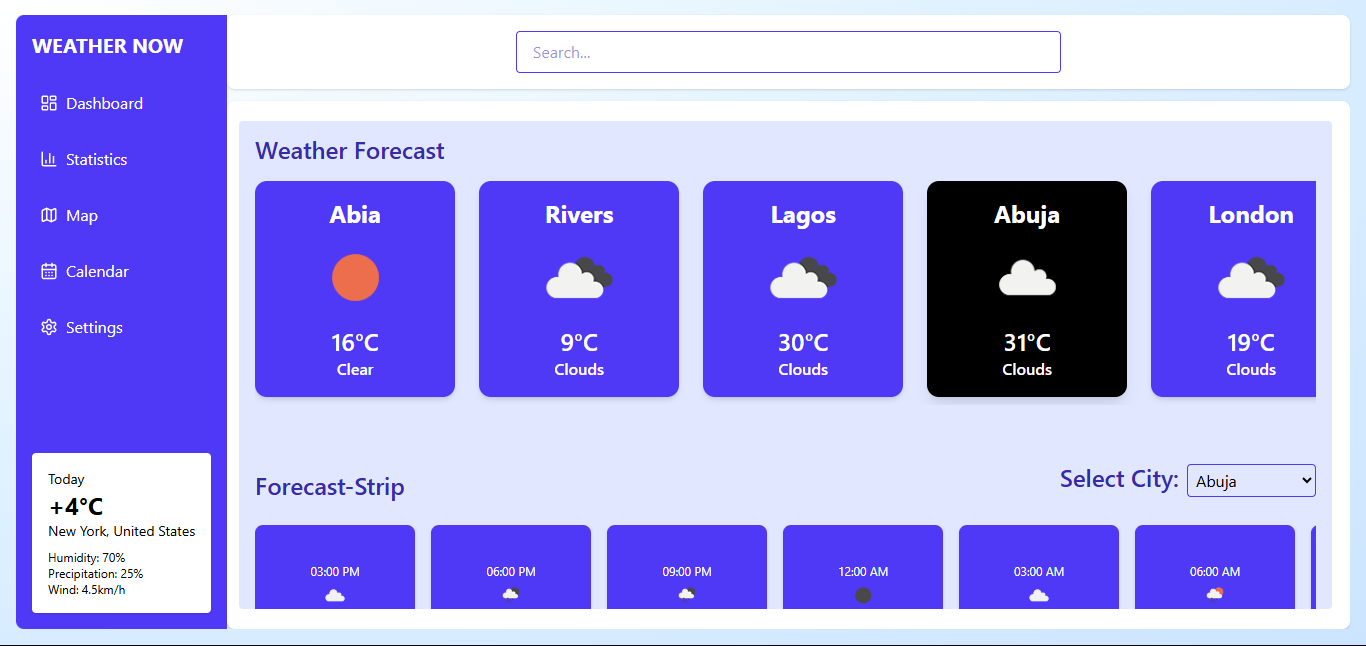 WEATHER NOW
Dashboard
Statistics
Map
Calendar
Settings
Today
+4°C
New York, United States
Humidity: 70%
Precipitation: 25%
Wind: 4.5km/h
Search...
Weather Forecast
Abia
16°C
Clear
Rivers
9°C
Clouds
Lagos
30°C
Clouds
Abuja
31°C
Clouds
London
19°C
Clouds
Forecast-Strip
Select City: Abuja
03:00 PM
06:00 PM
09:00 PM
12:00 AM
03:00 AM
06:00 AM